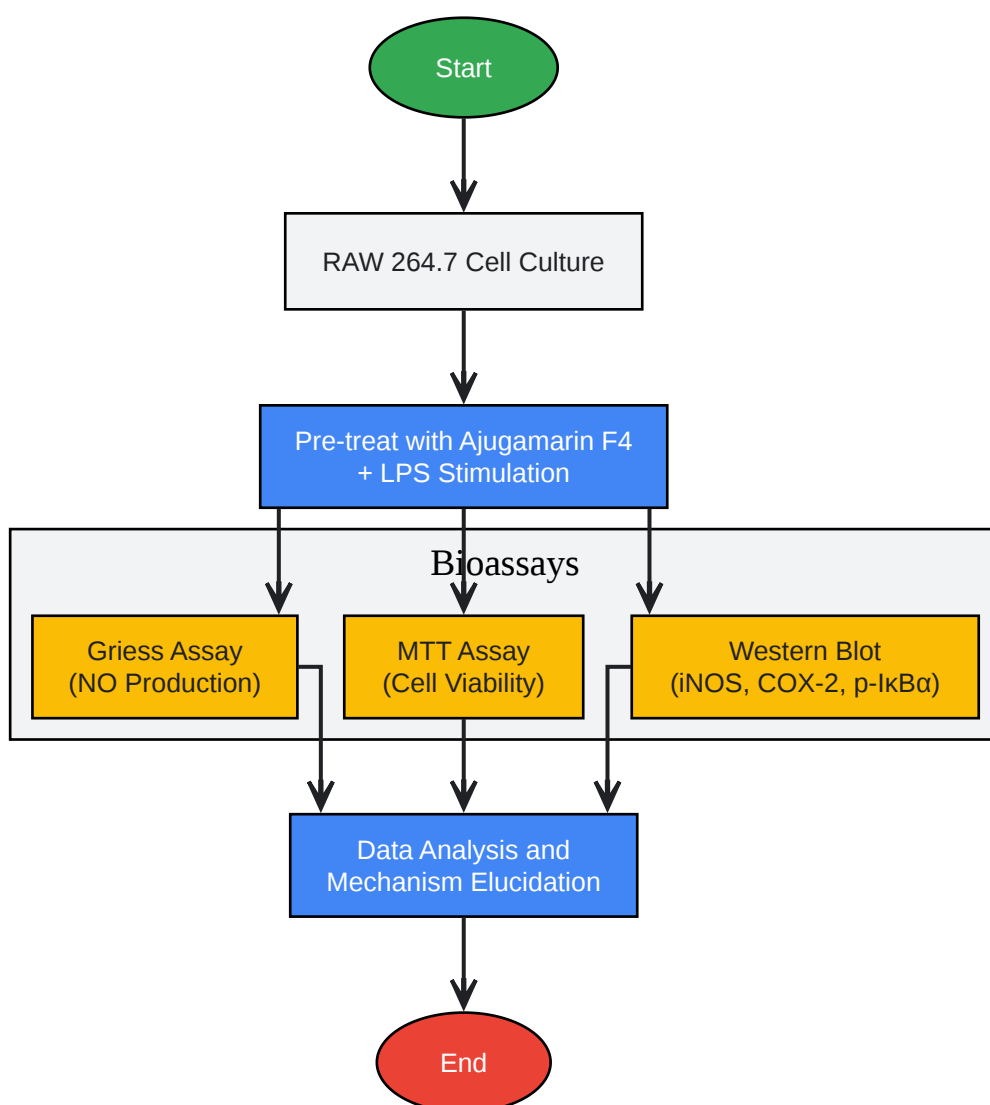 Start
RAW 264.7 Cell Culture
Pre-treat with Ajugamarin F4
+ LPS Stimulation
Bioassays
Griess Assay
(NO Production)
MTT Assay
(Cell Viability)
Western Blot
(iNOS, COX-2, p-IκBα)
Data Analysis and
Mechanism Elucidation
End